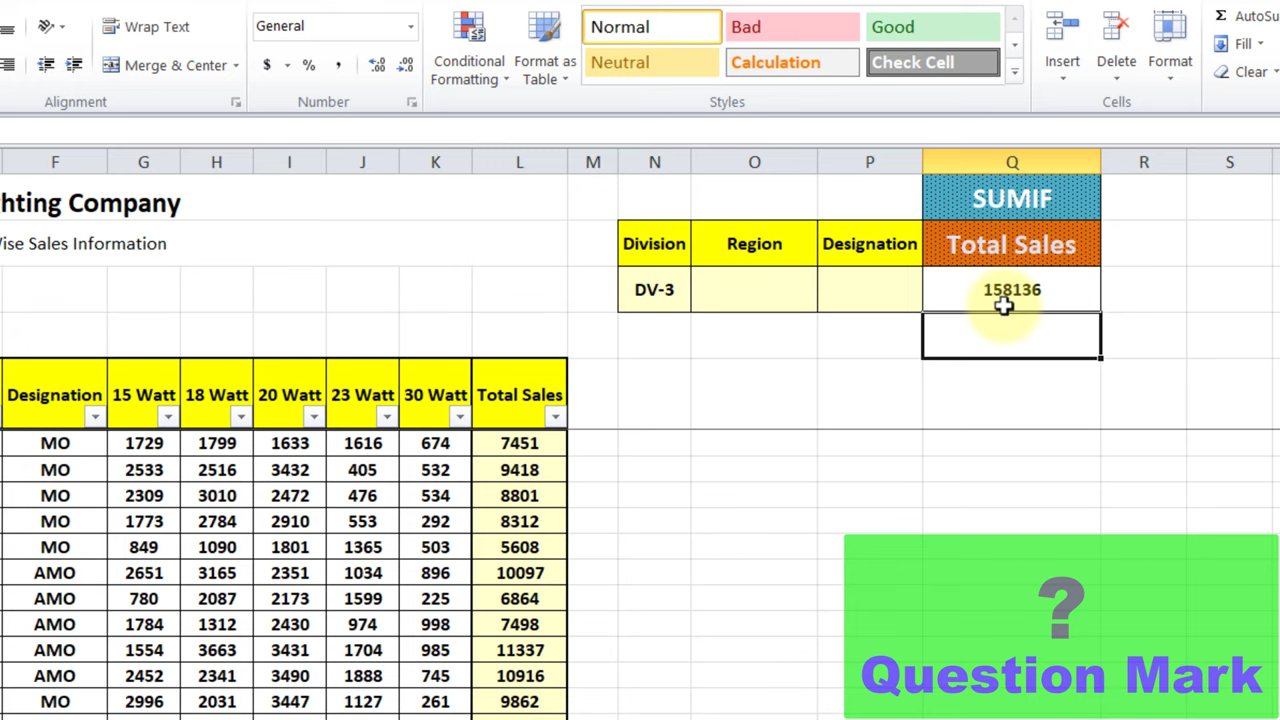 Wrap Text
General
Normal
Bad
Good
AutoSu
Merge & Center
$ % ,
Conditional Formatting
Format as Table
Neutral
Calculation
Check Cell
Insert
Delete
Format
Σ
Fill
Clear
Alignment
Number
Styles
Cells
F G H I J K L M N O P Q R S
hting Company
SUMIF
Wise Sales Information
Division Region Designation Total Sales
DV-3 158136
Designation 15 Watt 18 Watt 20 Watt 23 Watt 30 Watt Total Sales
MO 1729 1799 1633 1616 674 7451
MO 2533 2516 3432 405 532 9418
MO 2309 3010 2472 476 534 8801
MO 1773 2784 2910 553 292 8312
MO 849 1090 1801 1365 503 5608
AMO 2651 3165 2351 1034 896 10097
AMO 780 2087 2173 1599 225 6864
AMO 1784 1312 2430 974 998 7498
AMO 1554 3663 3431 1704 985 11337
AMO 2452 2341 3490 1888 745 10916
MO 2996 2031 3447 1127 261 9862
?
Question Mark